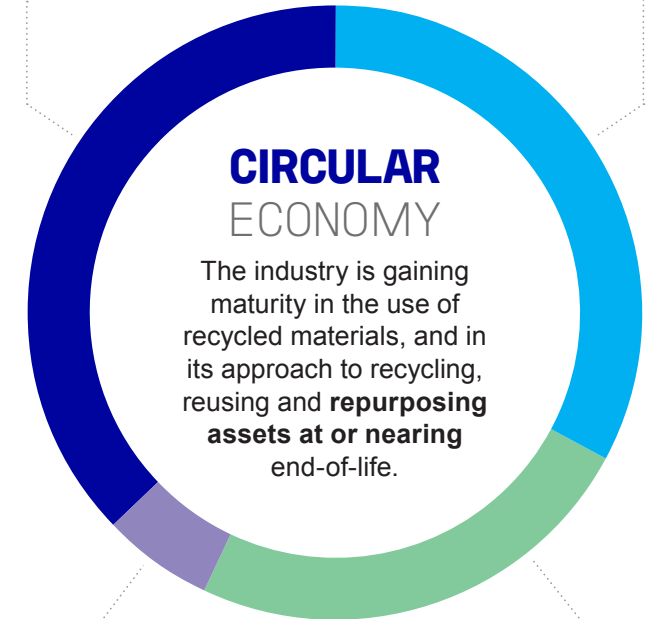 CIRCULAR
ECONOMY
The industry is gaining
maturity in the use of
recycled materials, and in
its approach to recycling,
reusing and repurposing
assets at or nearing
end-of-life.